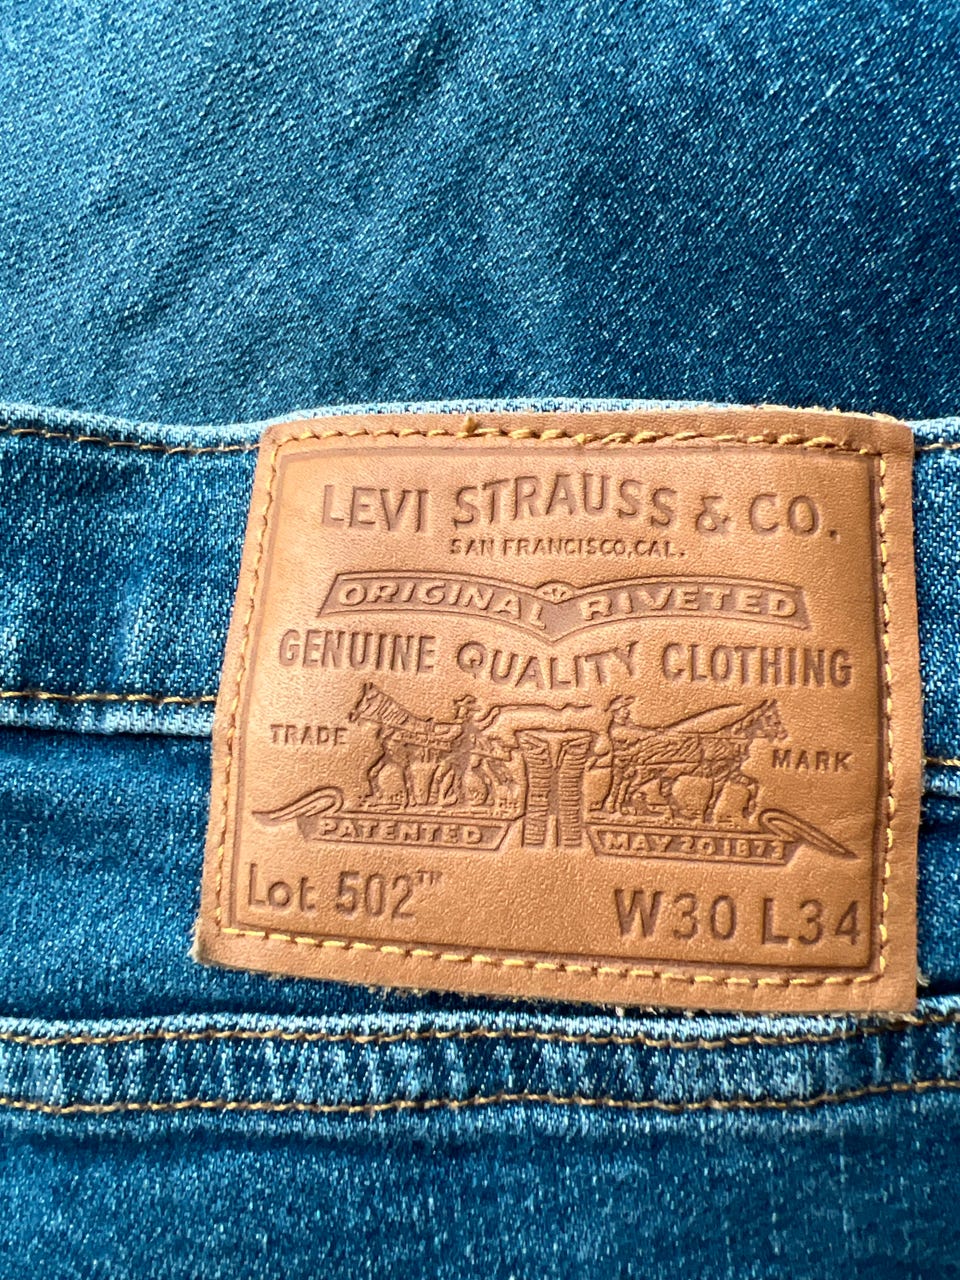 LEVI STRAUSS & CO.
SAN FRANCISCO, CAL.
ORIGINAL RIVETED
GENUINE QUALITY CLOTHING
TRADE MARK
PATENTED MAY 20 1873
Lot 502™ W30 L34